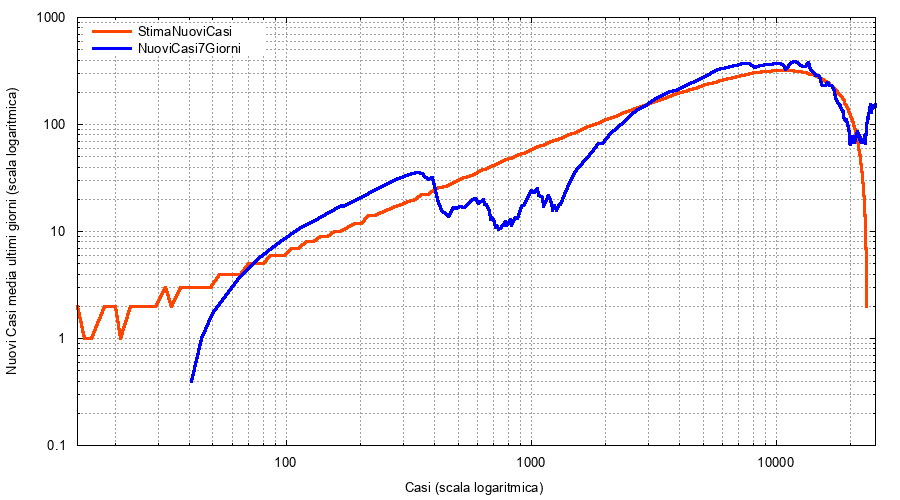 1000
StimaNuoviCasi
NuoviCasi7Giorni
100
10
1
0.1
Nuovi Casi media ultimi giorni (scala logaritmica)
100
1000
10000
Casi (scala logaritmica)